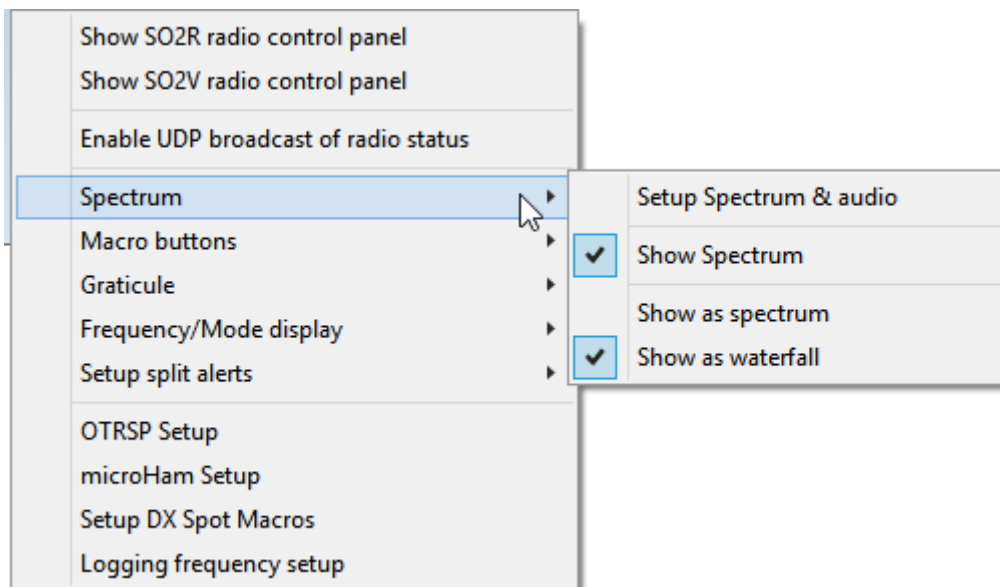 Show SO2R radio control panel
Show SO2V radio control panel
Enable UDP broadcast of radio status
Spectrum
Macro buttons
Graticule
Frequency/Mode display
Setup split alerts
OTRSP Setup
microHam Setup
Setup DX Spot Macros
Logging frequency setup
Setup Spectrum & audio
Show Spectrum
Show as spectrum
Show as waterfall